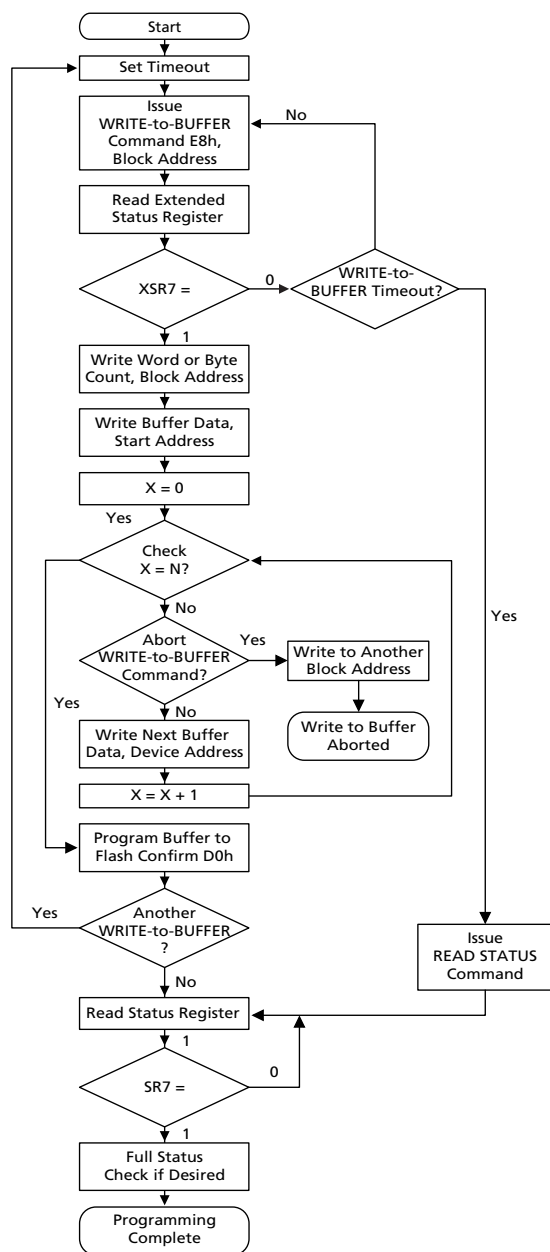 Start
Set Timeout
Issue
WRITE-to-BUFFER
Command E8h,
Block Address
No
Read Extended
Status Register
XSR7 =
0
WRITE-to-
BUFFER Timeout?
1
Write Word or Byte
Count, Block Address
Write Buffer Data,
Start Address
X = 0
Yes
Check
X = N?
No
Yes
Abort
WRITE-to-BUFFER
Command?
Yes
Write to Another
Block Address
Yes
No
Write to Buffer
Aborted
Write Next Buffer
Data, Device Address
X = X + 1
Program Buffer to
Flash Confirm D0h
Yes
Another
WRITE-to-BUFFER
?
Issue
READ STATUS
Command
No
Read Status Register
1
SR7 =
0
1
Full Status
Check if Desired
Programming
Complete